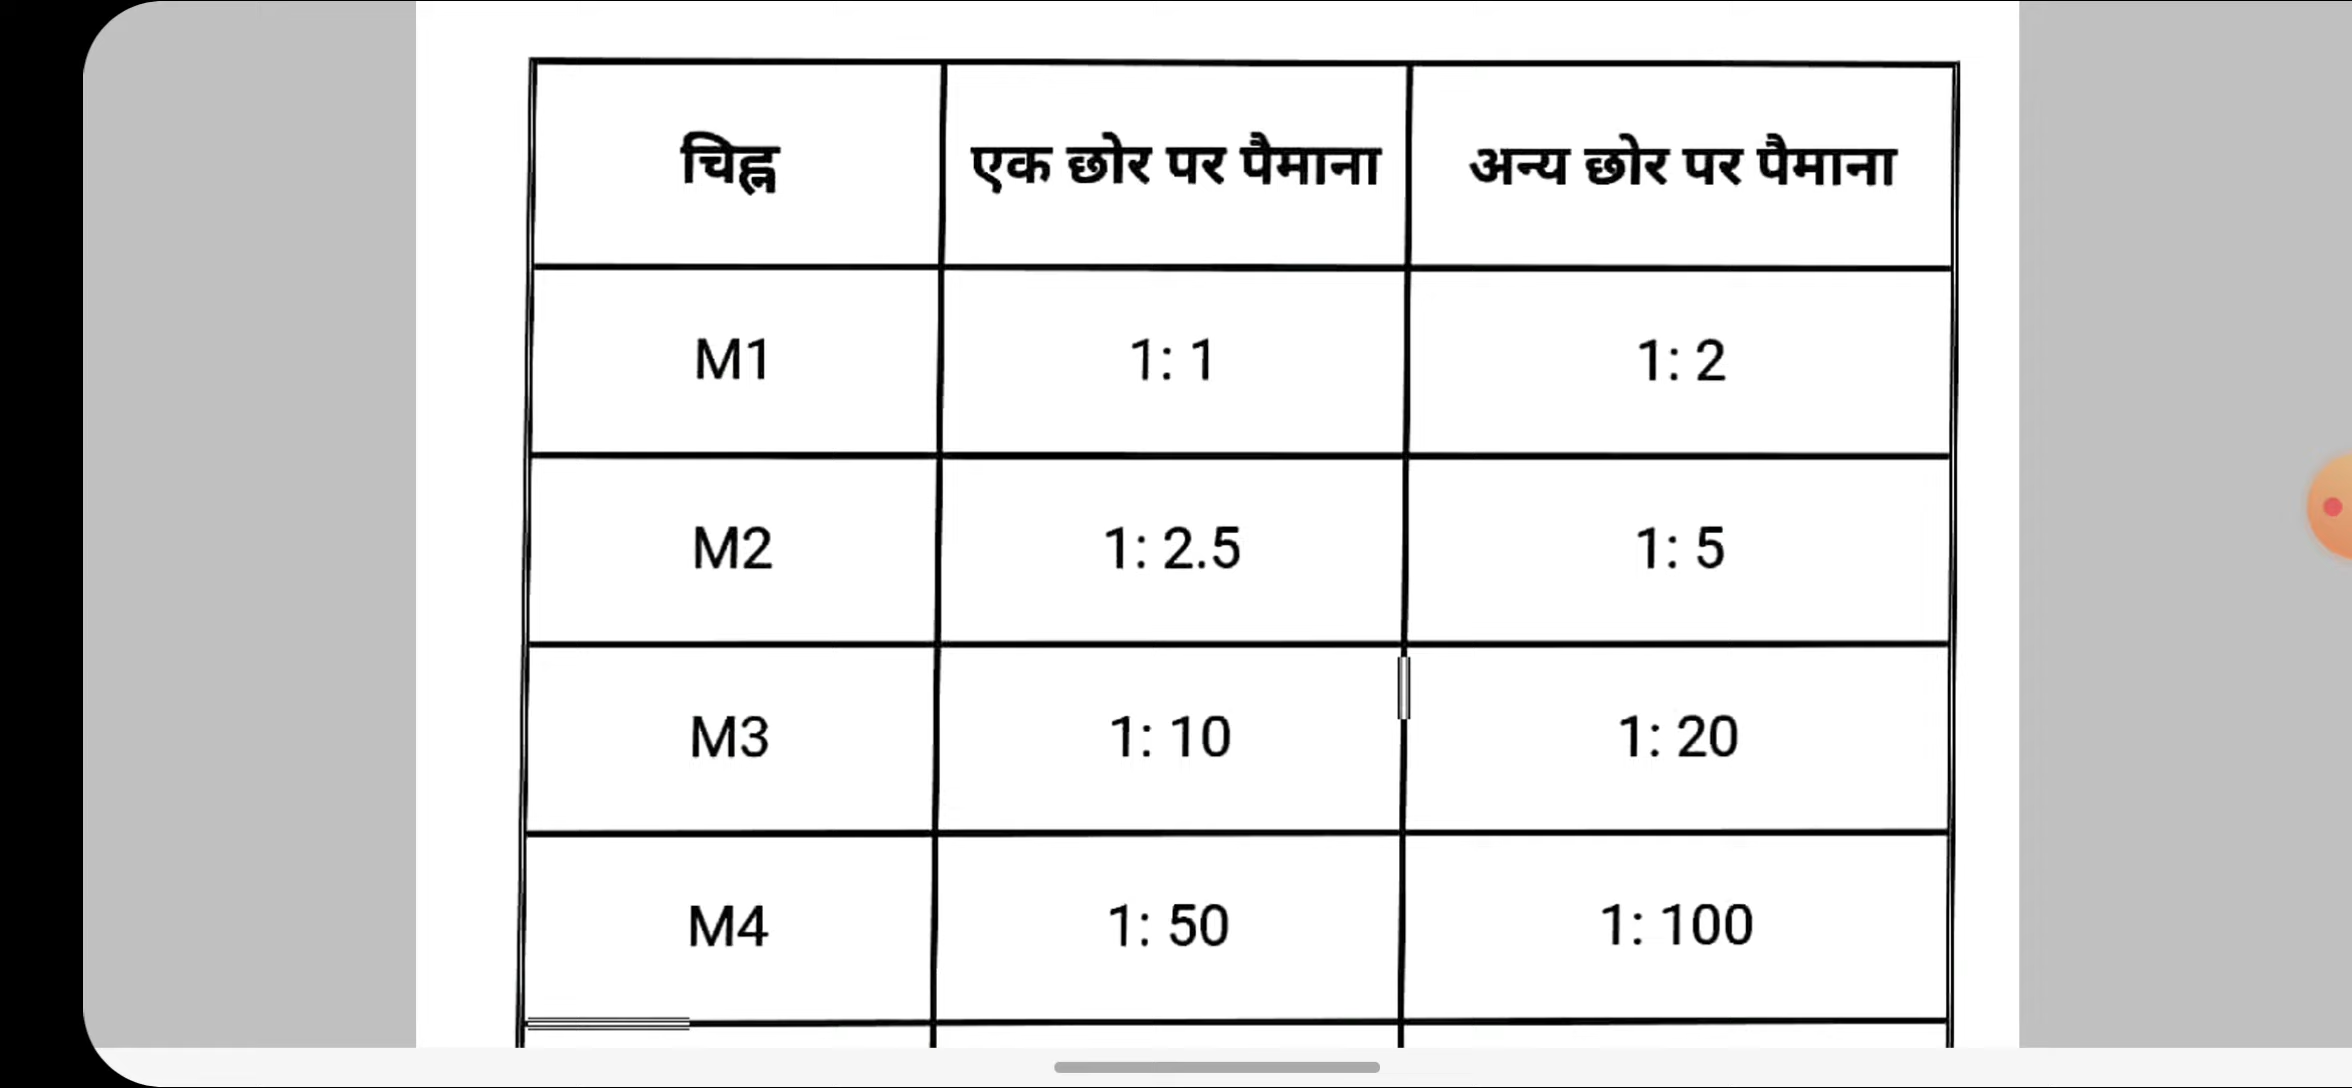 चिह्न एक छोर पर पैमाना अन्य छोर पर पैमाना
M1 1: 1 1: 2
M2 1: 2.5 1: 5
M3 1: 10 1: 20
M4 1: 50 1: 100